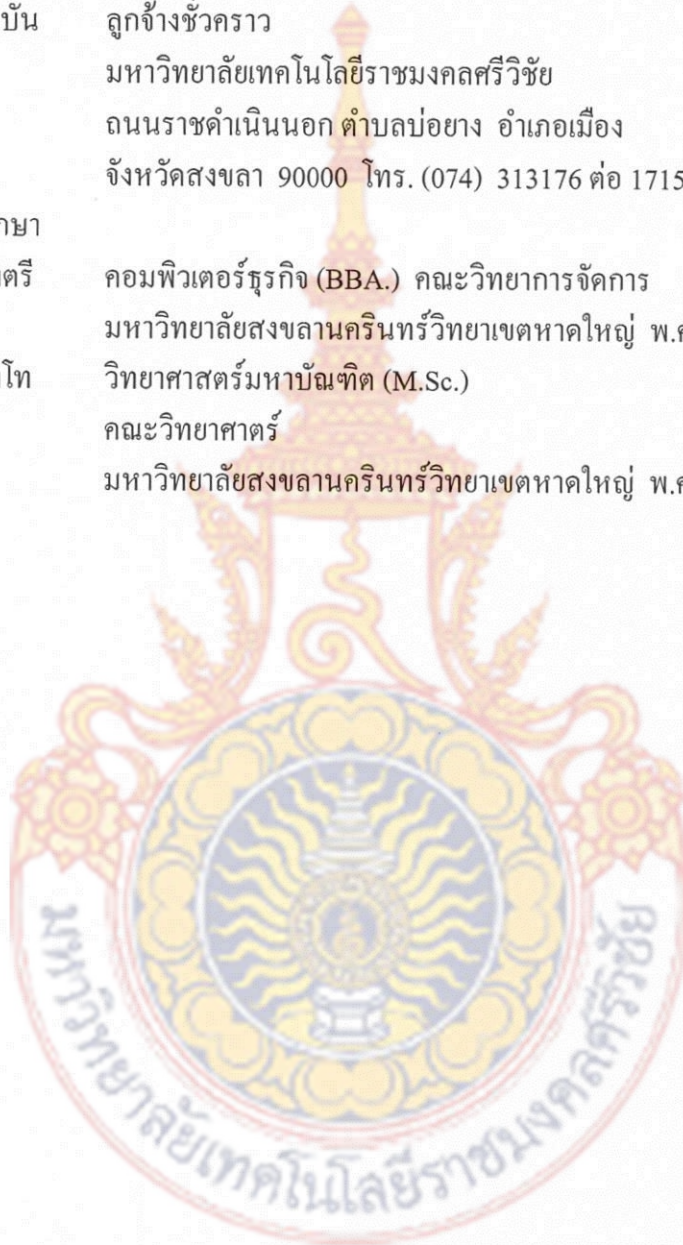 บัน ลูกจ้างชั่วคราว
มหาวิทยาลัยเทคโนโลยีราชมงคลศรีวิชัย
ถนนราชดำเนินนอก ตำบลบ่อยาง อำเภอเมือง
จังหวัดสงขลา 90000 โทร. (074) 313176 ต่อ 1715
กษา
ตรี คอมพิวเตอร์ธุรกิจ (BBA.) คณะวิทยาการจัดการ
มหาวิทยาลัยสงขลานครินทร์วิทยาเขตหาดใหญ่ พ.ศ
โท วิทยาศาสตร์มหาบัณฑิต (M.Sc.)
คณะวิทยาศาตร์
มหาวิทยาลัยสงขลานครินทร์วิทยาเขตหาดใหญ่ พ.ศ
มหาวิทยาลัยเทคโนโลยีราชมงคลศรีวิชัย